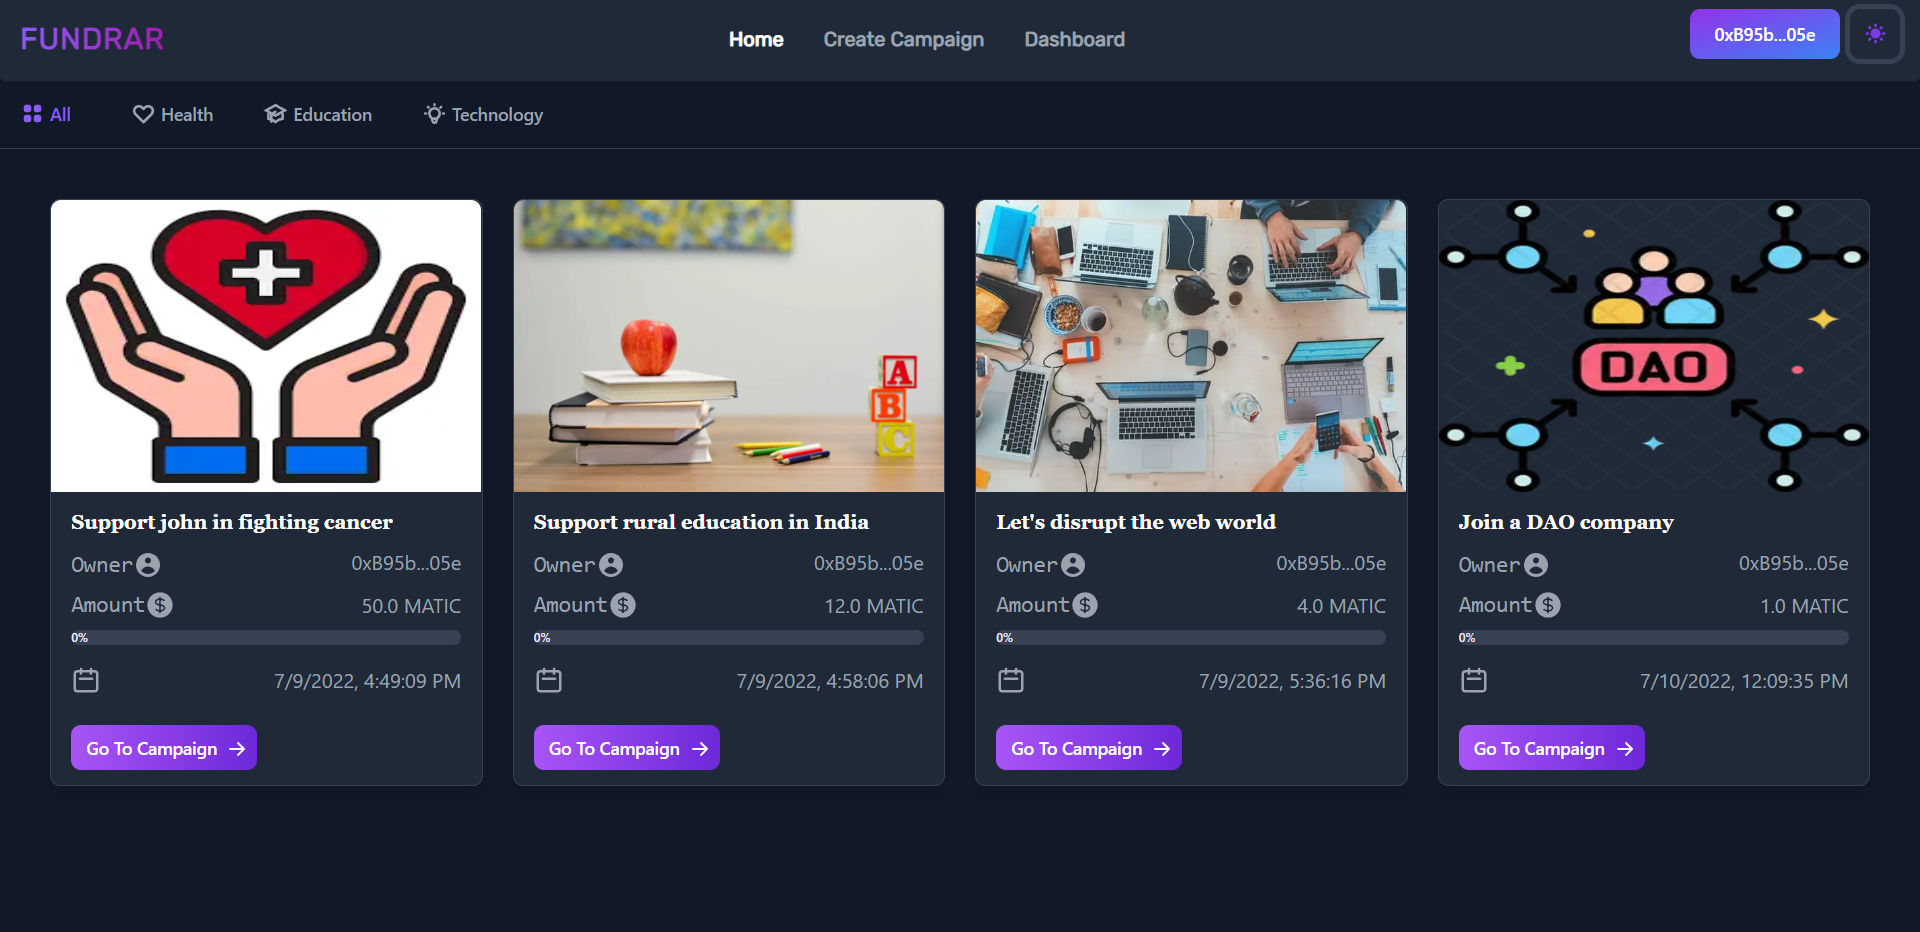 FUNDRAR
Home Create Campaign Dashboard
0xB95b...05e
All Health Education Technology
A
B
C
DAO
Support john in fighting cancer
Owner 0xB95b...05e
Amount $ 50.0 MATIC
0%
7/9/2022, 4:49:09 PM
Go To Campaign
Support rural education in India
Owner 0xB95b...05e
Amount $ 12.0 MATIC
0%
7/9/2022, 4:58:06 PM
Go To Campaign
Let's disrupt the web world
Owner 0xB95b...05e
Amount $ 4.0 MATIC
0%
7/9/2022, 5:36:16 PM
Go To Campaign
Join a DAO company
Owner 0xB95b...05e
Amount $ 1.0 MATIC
0%
7/10/2022, 12:09:35 PM
Go To Campaign